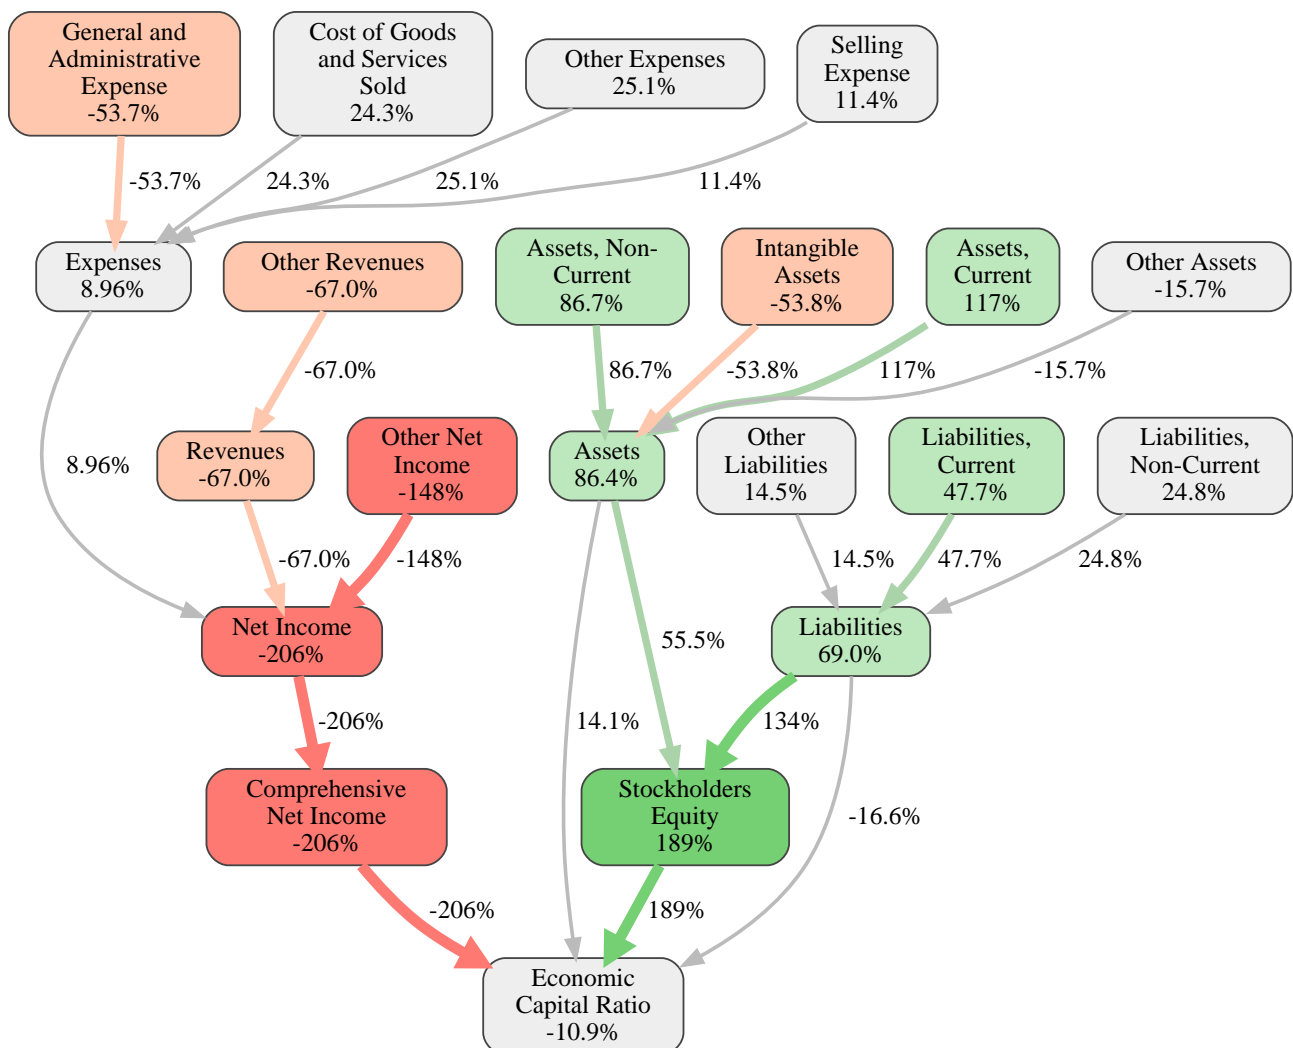 General and
Administrative
Expense
-53.7%
Cost of Goods
and Services
Sold
24.3%
Other Expenses
25.1%
Selling
Expense
11.4%
-53.7%
24.3%
25.1%
11.4%
Expenses
8.96%
Other Revenues
-67.0%
Assets, Non-
Current
86.7%
Intangible
Assets
-53.8%
Assets,
Current
117%
Other Assets
-15.7%
-67.0%
86.7%
-53.8%
117%
-15.7%
8.96%
Revenues
-67.0%
Other Net
Income
-148%
Assets
86.4%
Other
Liabilities
14.5%
Liabilities,
Current
47.7%
Liabilities,
Non-Current
24.8%
-67.0%
-148%
14.5%
47.7%
24.8%
Net Income
-206%
Liabilities
69.0%
55.5%
-206%
14.1%
134%
Comprehensive
Net Income
-206%
Stockholders
Equity
189%
-16.6%
-206%
189%
Economic
Capital Ratio
-10.9%